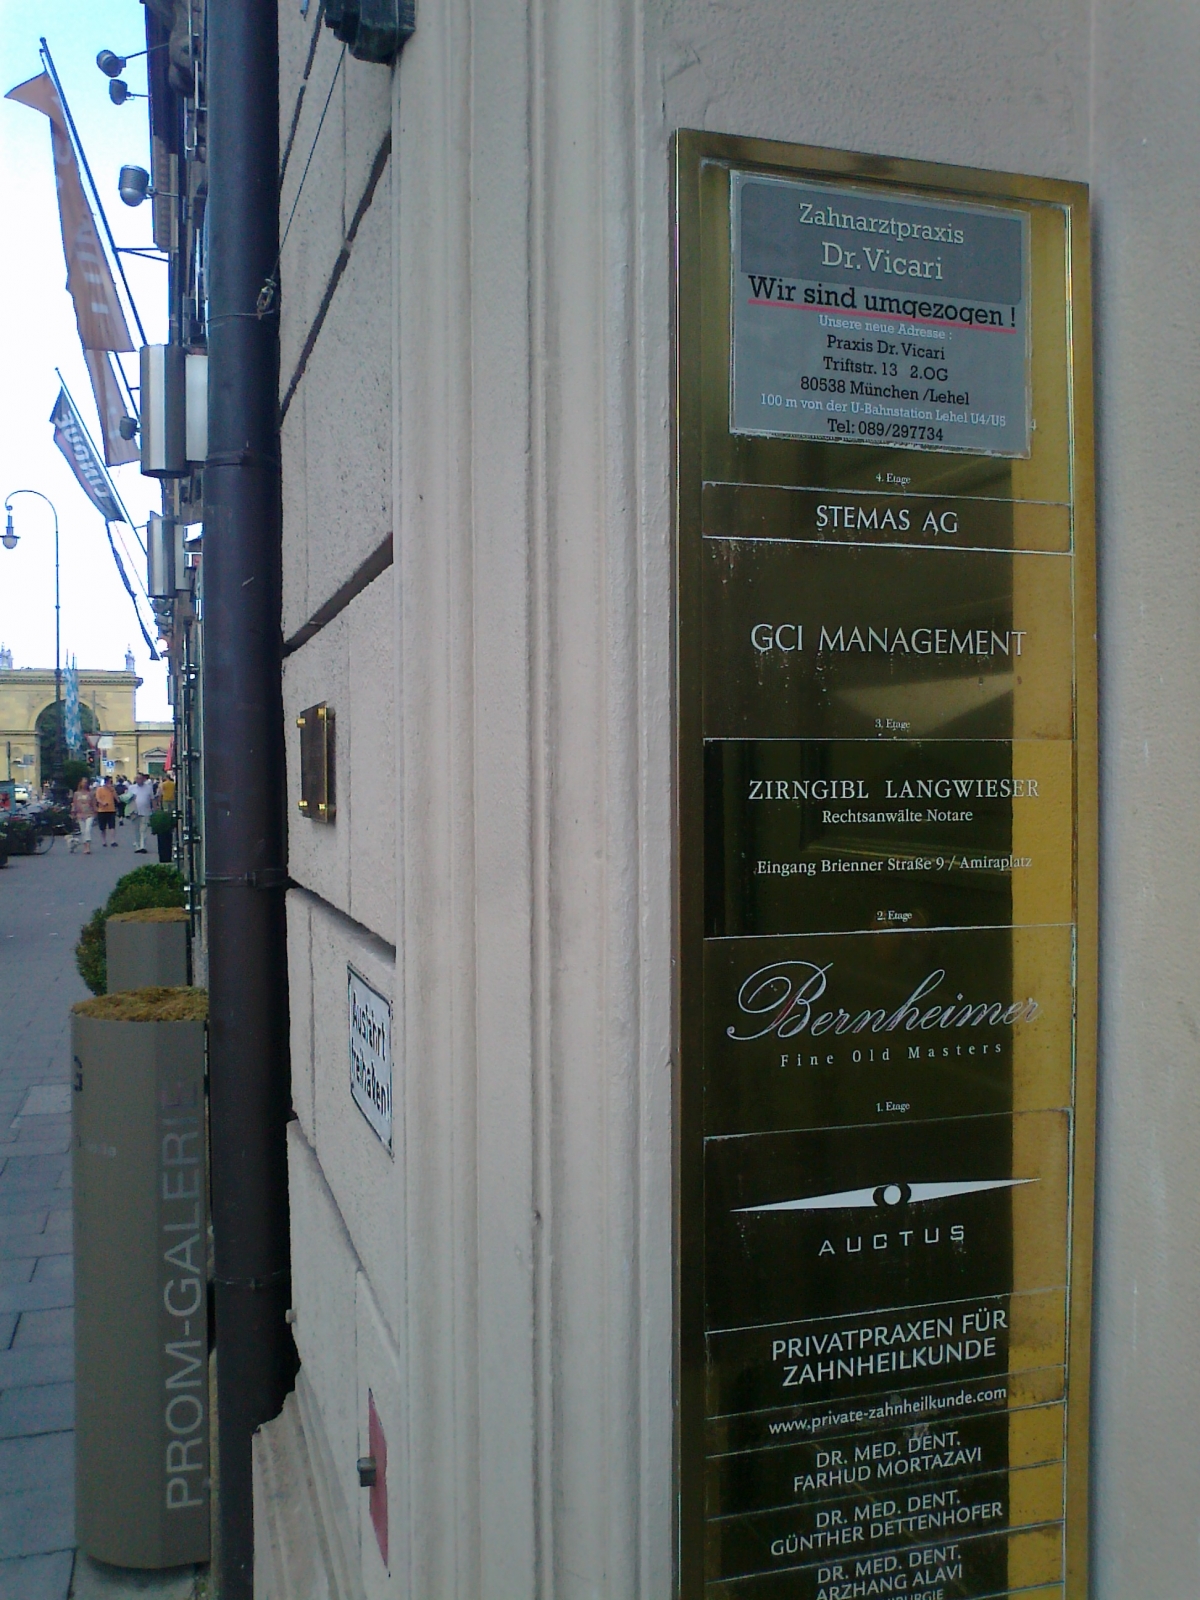 Zahnarztpraxis
Dr.Vicari
Wir sind umgezogen !
Unsere neue Adresse :
Praxis Dr. Vicari
Triftstr. 13 2.OG
80538 München /Lehel
100 m von der U-Bahnstation Lehel U4/U5
Tel: 089/297734
4. Etage
STEMAS AG
GCI MANAGEMENT
3. Etage
ZIRNGIBL LANGWIESER
Rechtsanwälte Notare
Eingang Brienner Straße 9 / Amiraplatz
2. Etage
Bernheimer
Fine Old Masters
1. Etage
AUCTUS
PRIVATPRAXEN FÜR
ZAHNHEILKUNDE
www.private-zahnheilkunde.com
DR. MED. DENT.
FARHUD MORTAZAVI
DR. MED. DENT.
GÜNTHER DETTENHOFER
DR. MED. DENT.
ARZHANG ALAVI
Ausfahrt
freihalten!
PROM-GALERIE